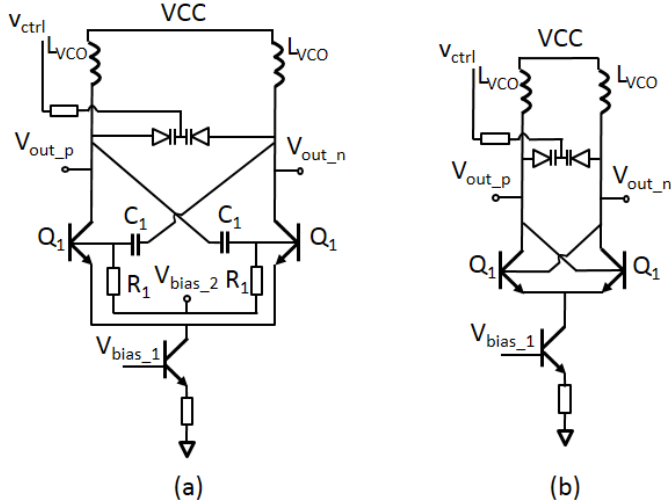 VCC
v_ctrl
L_VCO
L_VCO
V_out_p
V_out_n
C_1
C_1
Q_1
Q_1
R_1
R_1
V_bias_2
V_bias_1
(a)
VCC
v_ctrl
L_VCO
L_VCO
V_out_p
V_out_n
Q_1
Q_1
V_bias_1
(b)